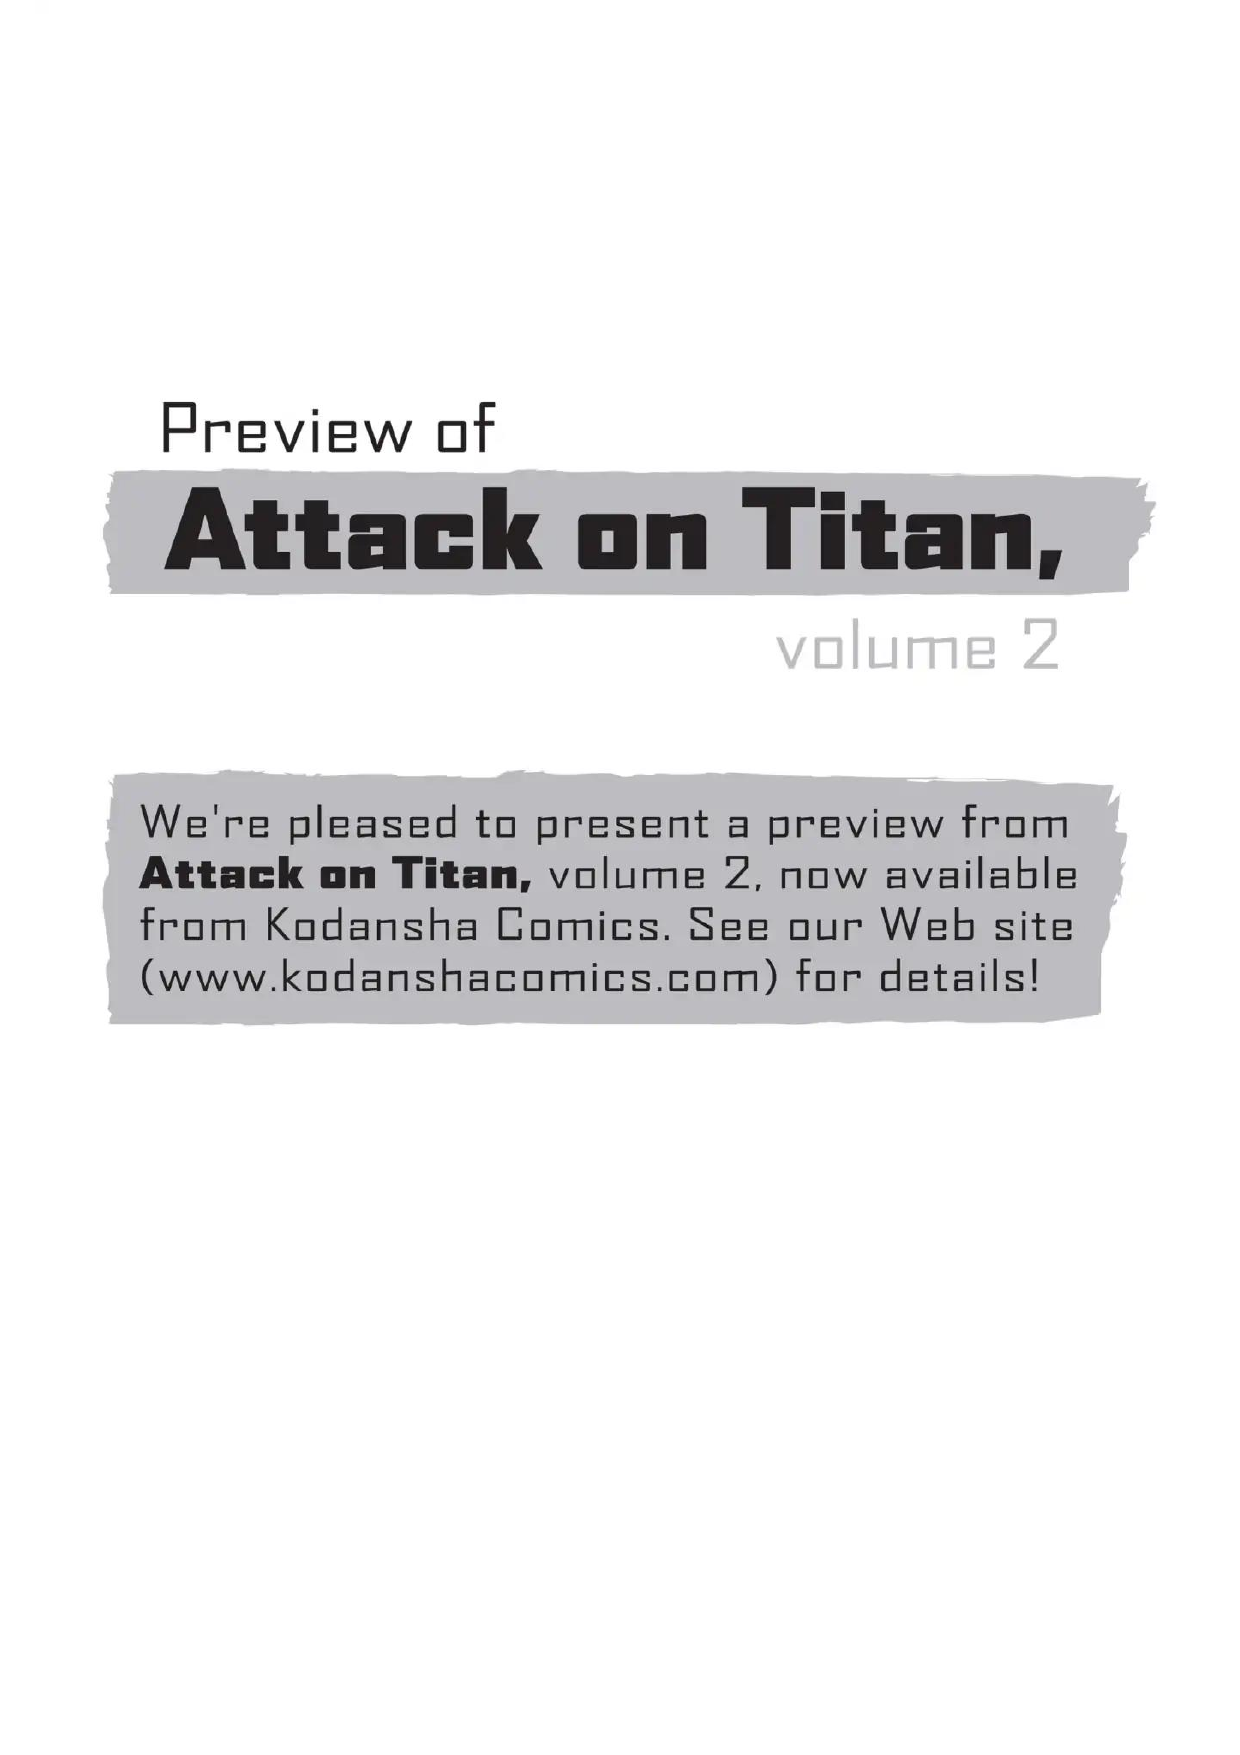 Preview of
Attack on Titan,
volume 2
We're pleased to present a preview from
Attack on Titan, volume 2, now available
from Kodansha Comics. See our Web site
(www.kodanshacomics.com) for details!